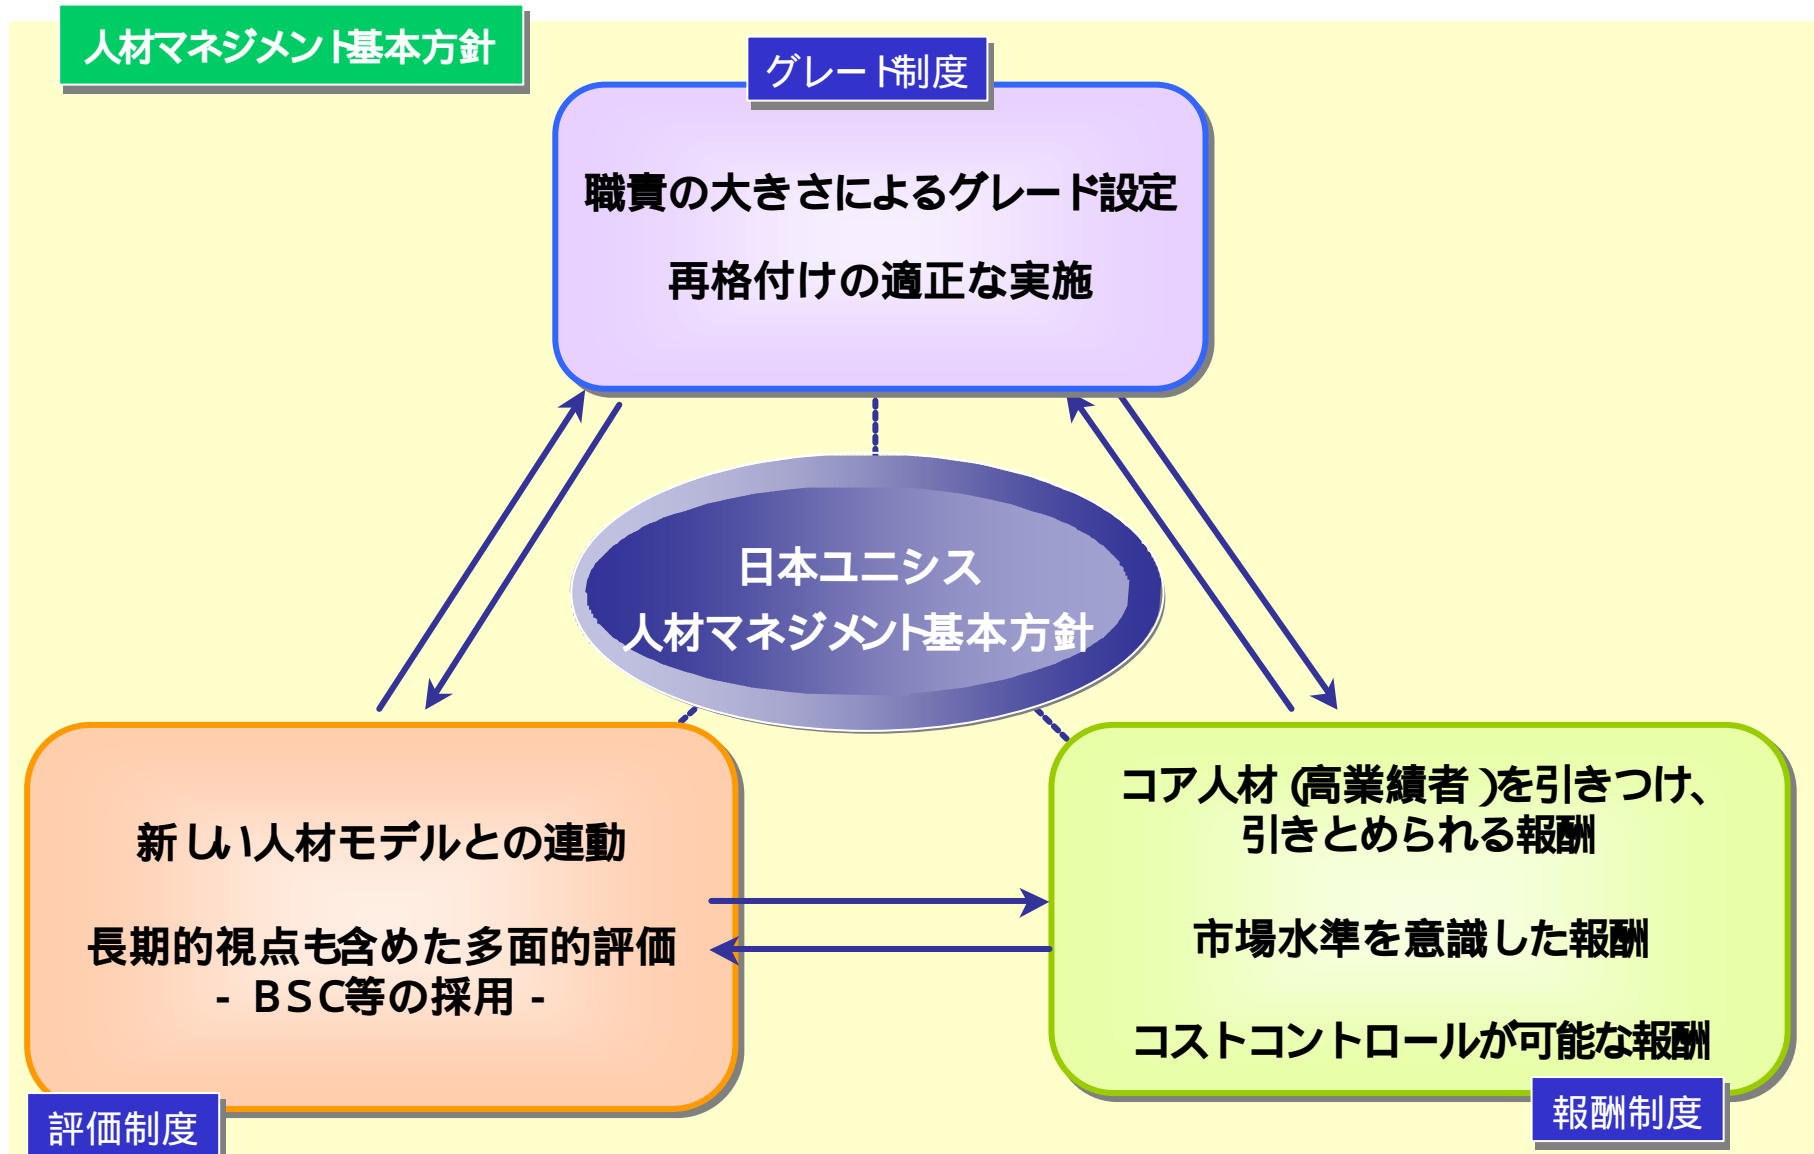 人材マネジメント基本方針
グレード制度
職責の大きさによるグレード設定
再格付けの適正な実施
日本ユニシス
人材マネジメント基本方針
新しい人材モデルとの連動
長期的視点も含めた多面的評価
- BSC等の採用 -
評価制度
コア人材(高業績者)を引きつけ、
引きとめられる報酬
市場水準を意識した報酬
コストコントロールが可能な報酬
報酬制度